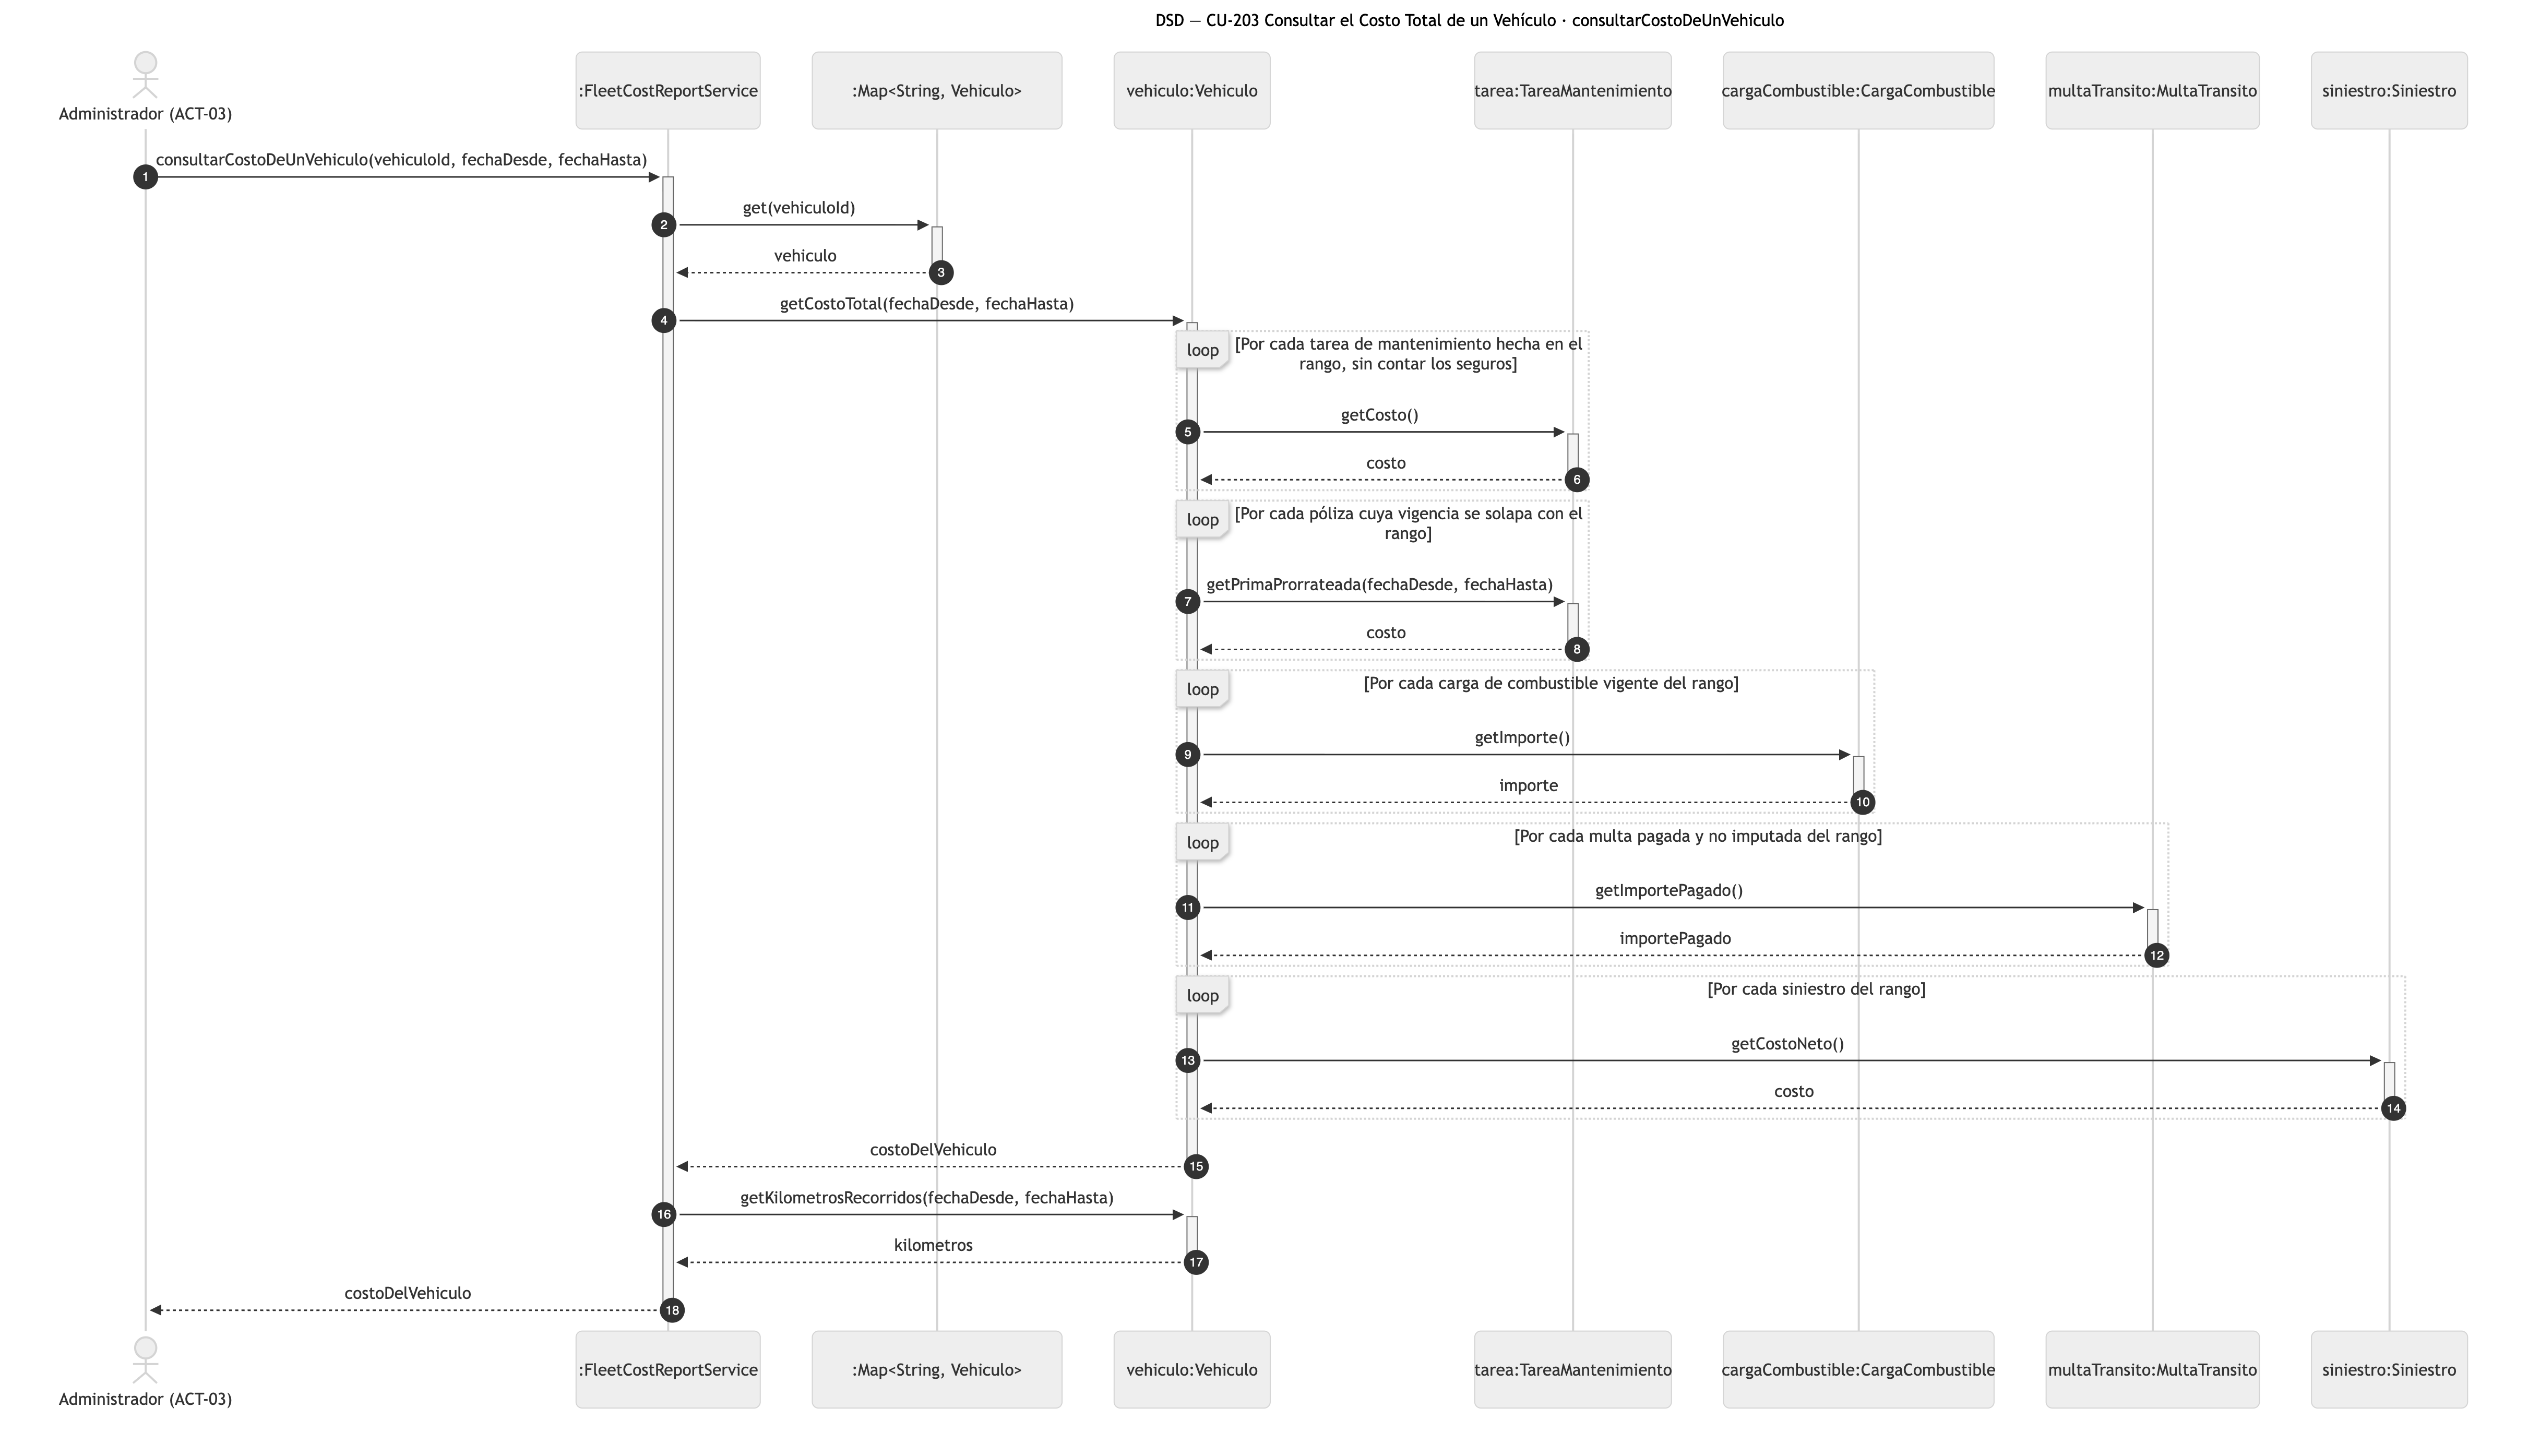 DSD — CU-203 Consultar el Costo Total de un Vehículo · consultarCostoDeUnVehiculo
Administrador (ACT-03)
:FleetCostReportService
:Map<String, Vehiculo>
vehiculo:Vehiculo
tarea:TareaMantenimiento
cargaCombustible:CargaCombustible
multaTransito:MultaTransito
siniestro:Siniestro
1
consultarCostoDeUnVehiculo(vehiculoId, fechaDesde, fechaHasta)
2
get(vehiculoId)
vehiculo
3
4
getCostoTotal(fechaDesde, fechaHasta)
loop
[Por cada tarea de mantenimiento hecha en el
rango, sin contar los seguros]
5
getCosto()
costo
6
loop
[Por cada póliza cuya vigencia se solapa con el
rango]
7
getPrimaProrrateada(fechaDesde, fechaHasta)
costo
8
loop
[Por cada carga de combustible vigente del rango]
9
getImporte()
importe
10
loop
[Por cada multa pagada y no imputada del rango]
11
getImportePagado()
importePagado
12
loop
[Por cada siniestro del rango]
13
getCostoNeto()
costo
14
costoDelVehiculo
15
16
getKilometrosRecorridos(fechaDesde, fechaHasta)
kilometros
17
costoDelVehiculo
18
Administrador (ACT-03)
:FleetCostReportService
:Map<String, Vehiculo>
vehiculo:Vehiculo
tarea:TareaMantenimiento
cargaCombustible:CargaCombustible
multaTransito:MultaTransito
siniestro:Siniestro